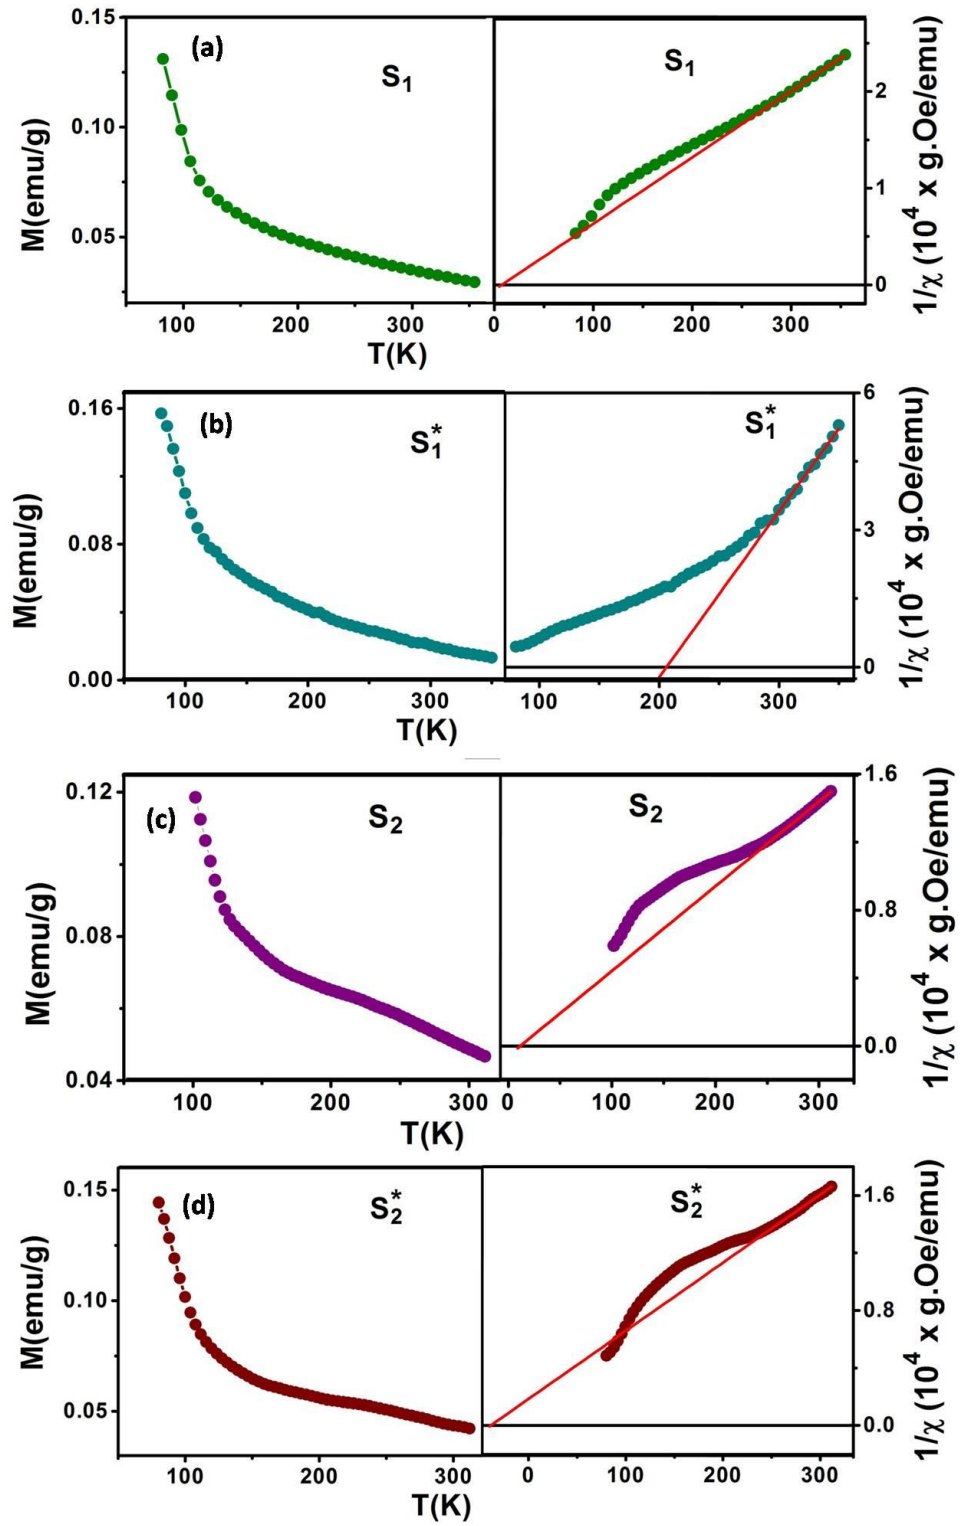 (a)
S1
S1
M(emu/g)
0.15
0.10
0.05
100 200 300
0 100 200 300
T(K)
2
1
0
1/χ (10^4 x g.Oe/emu)
(b)
S1*
S1*
M(emu/g)
0.16
0.08
0.00
100 200 300
100 200 300
T(K)
6
3
0
1/χ (10^4 x g.Oe/emu)
(c)
S2
S2
M(emu/g)
0.12
0.08
0.04
100 200 300
0 100 200 300
T(K)
1.6
0.8
0.0
1/χ (10^4 x g.Oe/emu)
(d)
S2*
S2*
M(emu/g)
0.15
0.10
0.05
100 200 300
0 100 200 300
T(K)
1.6
0.8
0.0
1/χ (10^4 x g.Oe/emu)